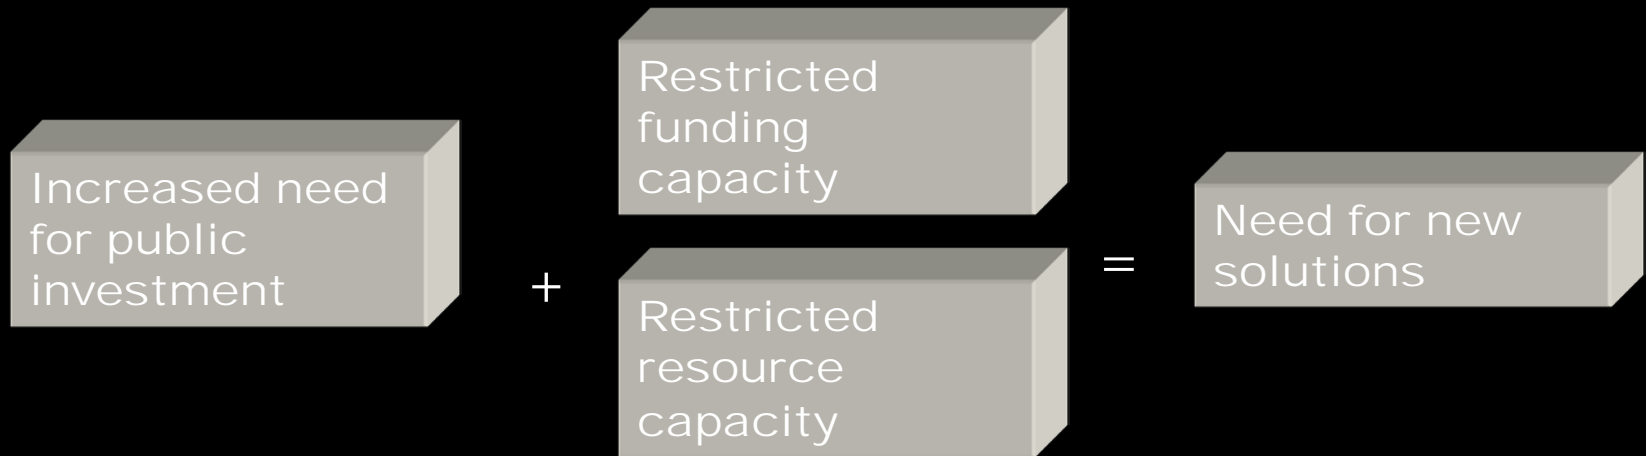 Increased need
for public
investment
+
Restricted
funding
capacity
Restricted
resource
capacity
=
Need for new
solutions